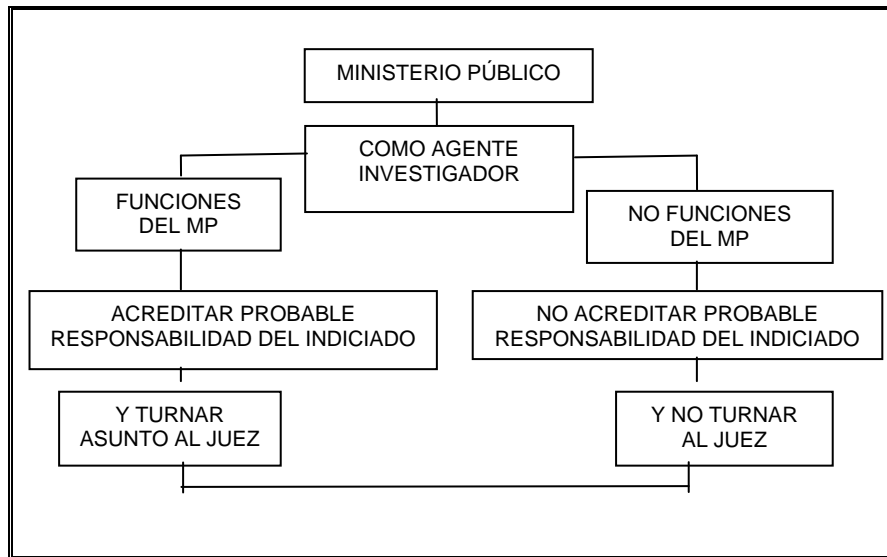 MINISTERIO PÚBLICO
COMO AGENTE
INVESTIGADOR
FUNCIONES
DEL MP
NO FUNCIONES
DEL MP
ACREDITAR PROBABLE
RESPONSABILIDAD DEL INDICIADO
NO ACREDITAR PROBABLE
RESPONSABILIDAD DEL INDICIADO
Y TURNAR
ASUNTO AL JUEZ
Y NO TURNAR
AL JUEZ